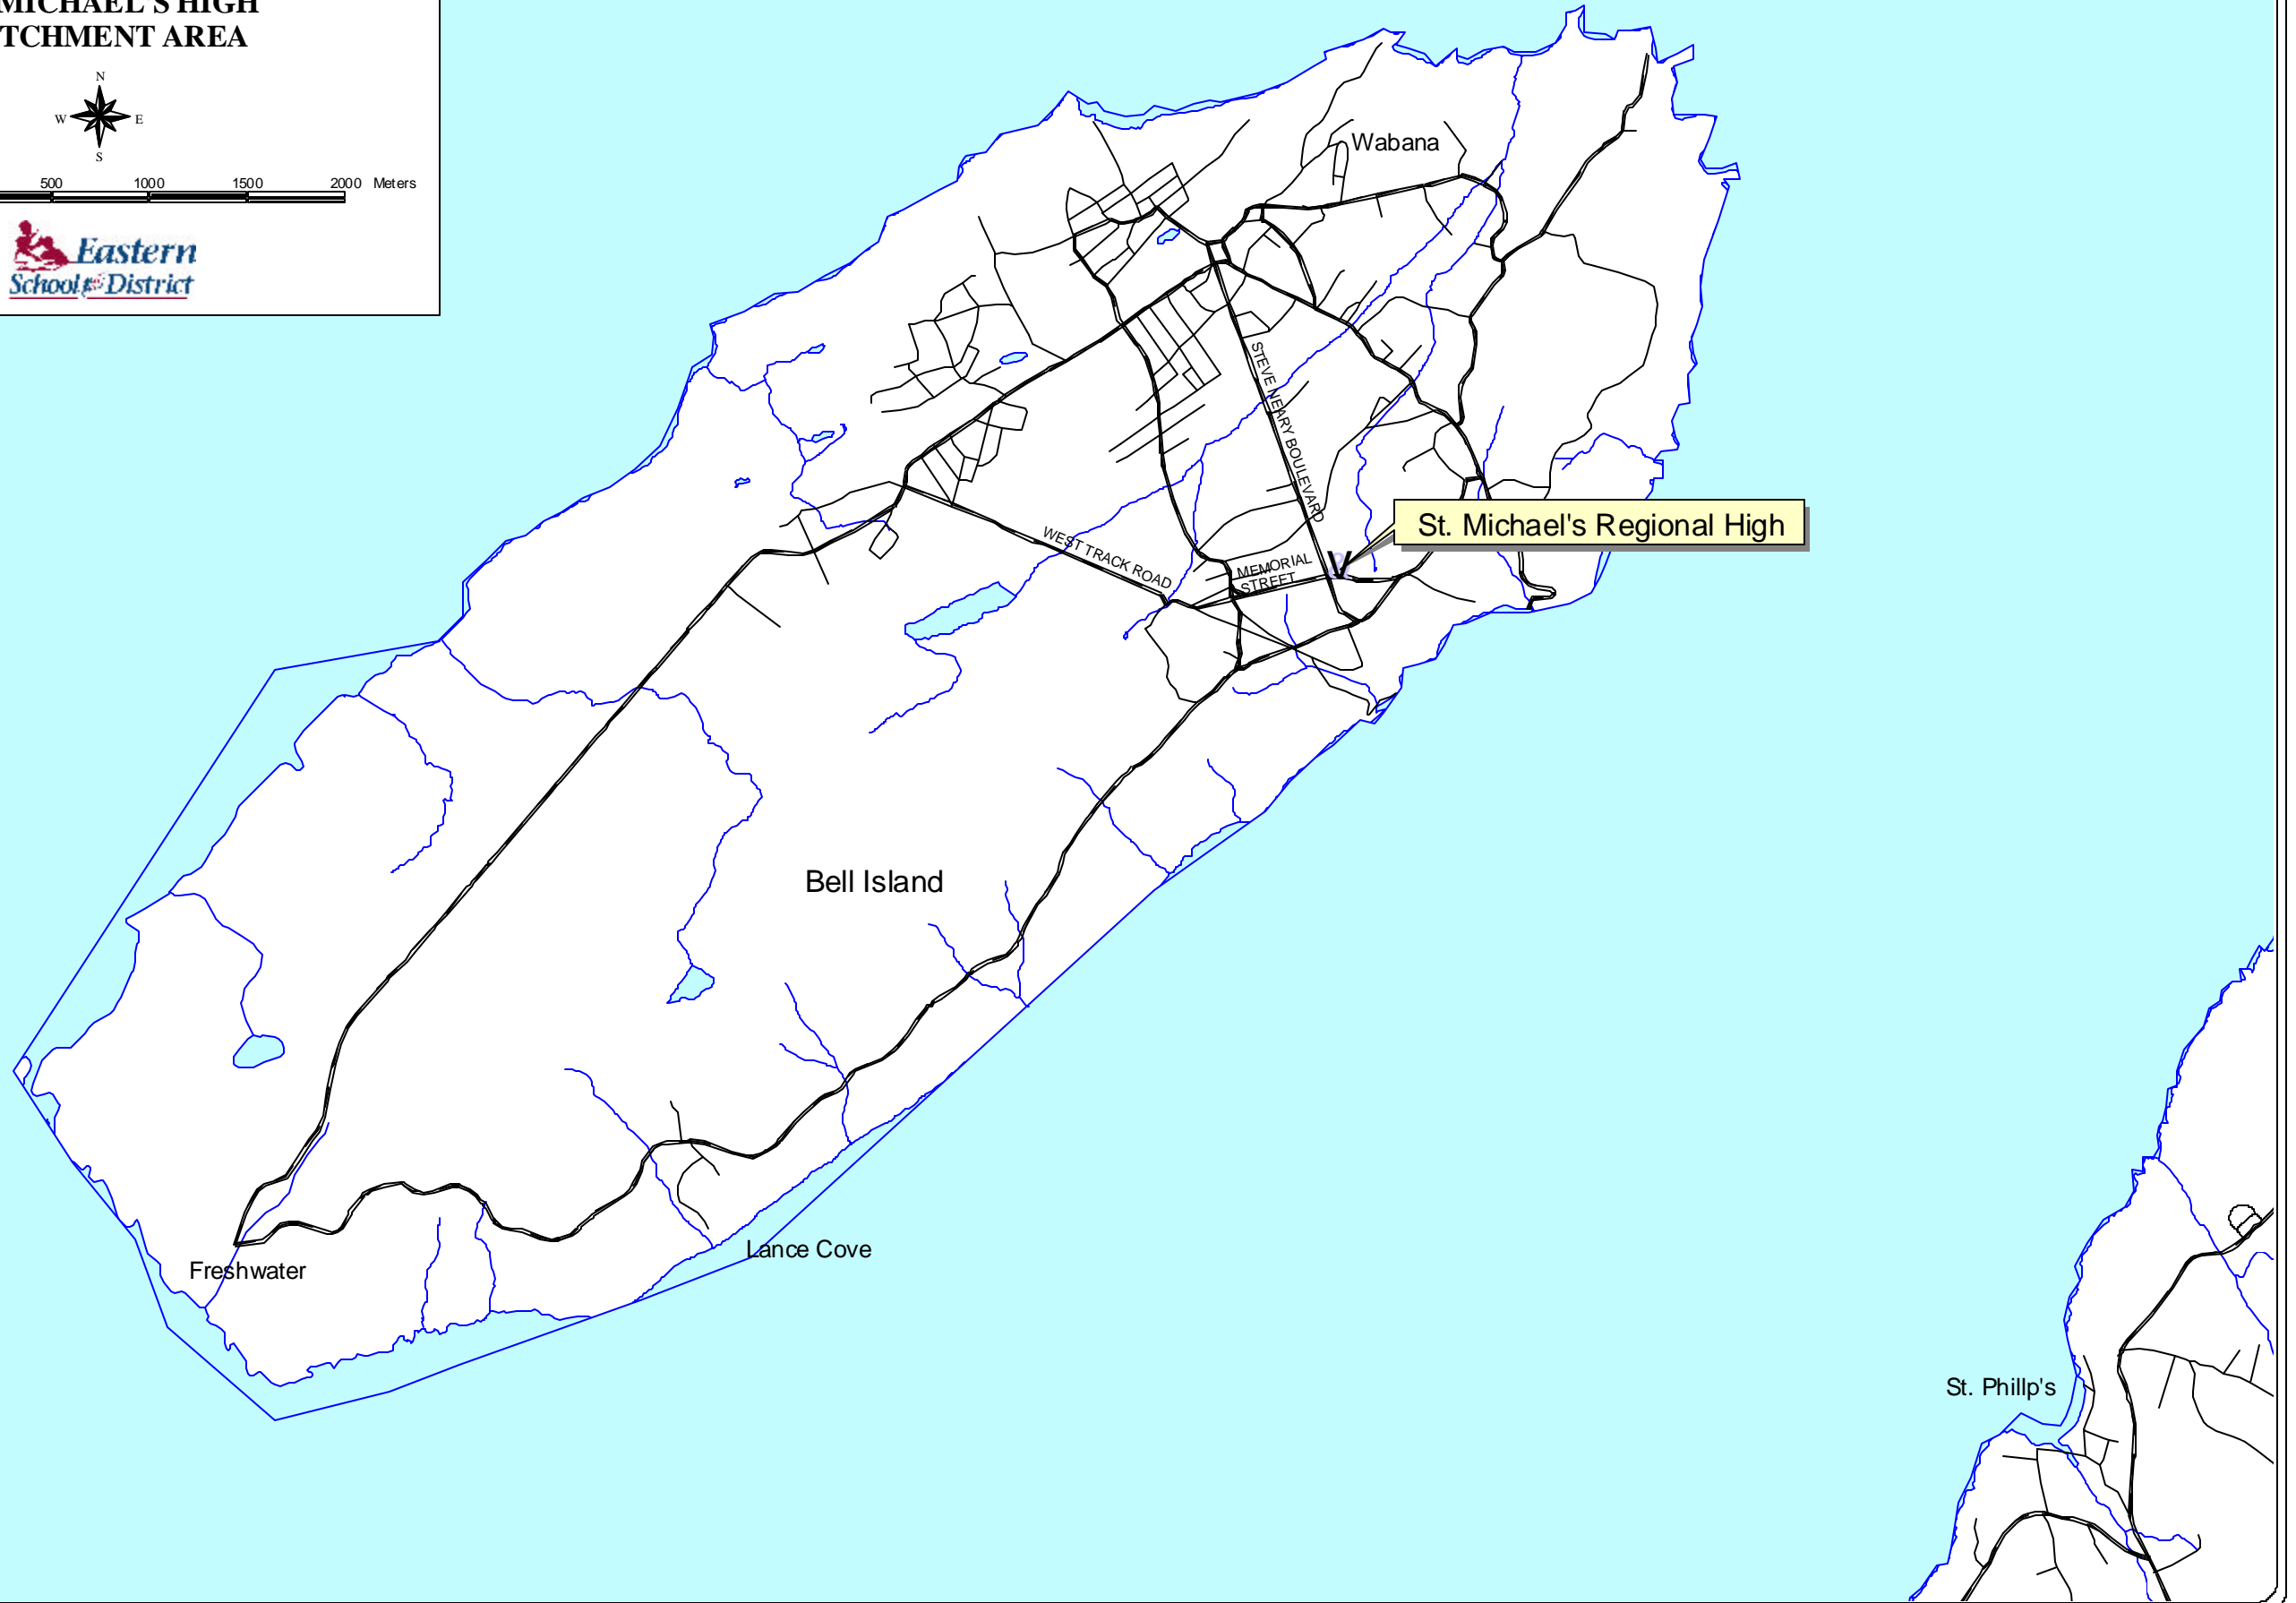 MICHAEL'S HIGH
TCHMENT AREA
N
W E
S
500 1000 1500 2000 Meters
Eastern
School District
Wabana
STEVE NEARY BOULEVARD
St. Michael's Regional High
WEST TRACK ROAD
MEMORIAL
STREET
Bell Island
Lance Cove
Freshwater
St. Phillp's